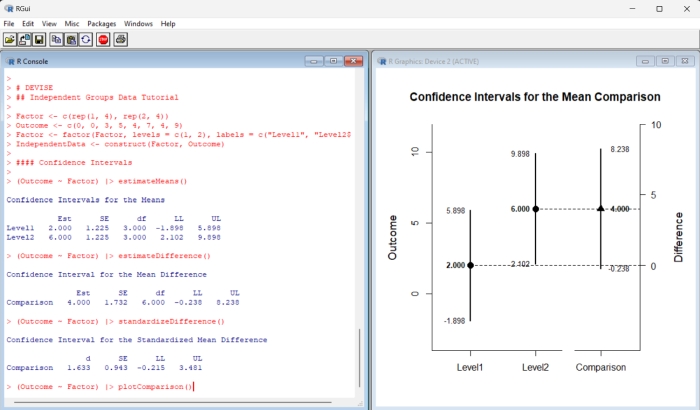 RGui
File Edit View Misc Packages Windows Help
STOP
R Console
>
> # DEVISE
> ## Independent Groups Data Tutorial
>
> Factor <- c(rep(1, 4), rep(2, 4))
> Outcome <- c(0, 0, 3, 5, 4, 7, 4, 9)
> Factor <- factor(Factor, levels = c(1, 2), labels = c("Level1", "Level2$
> IndependentData <- construct(Factor, Outcome)
>
> #### Confidence Intervals
>
> (Outcome ~ Factor) |> estimateMeans()
Confidence Intervals for the Means
Est SE df LL UL
Level1 2.000 1.225 3.000 -1.898 5.898
Level2 6.000 1.225 3.000 2.102 9.898
> (Outcome ~ Factor) |> estimateDifference()
Confidence Interval for the Mean Difference
Est SE df LL UL
Comparison 4.000 1.732 6.000 -0.238 8.238
> (Outcome ~ Factor) |> standardizeDifference()
Confidence Interval for the Standardized Mean Difference
d SE LL UL
Comparison 1.633 0.943 -0.215 3.481
> (Outcome ~ Factor) |> plotComparison()
R Graphics: Device 2 (ACTIVE)
Confidence Intervals for the Mean Comparison
10
10
9.898
8.238
5.898
6.000
4.000
5
5
Outcome
Difference
2.000
2.102
-0.238
0
0
-1.898
Level1 Level2 Comparison